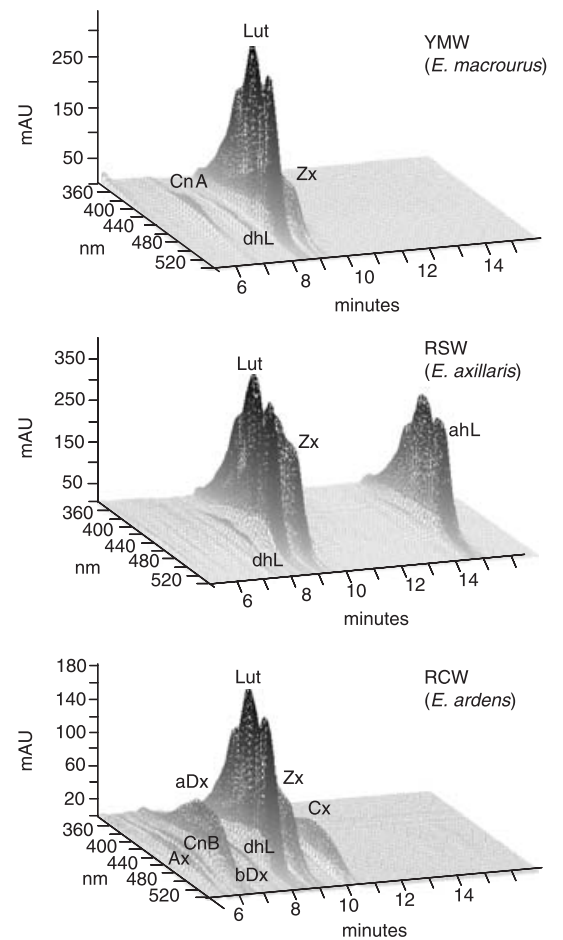 YMW
(E. macrourus)
Lut
250
150
50
mAU
CnA
Zx
dhL
360
400
440
480
520
nm
6
8
10
12
14
minutes
RSW
(E. axillaris)
Lut
350
250
150
50
mAU
Zx
ahL
dhL
360
400
440
480
520
nm
6
8
10
12
14
minutes
RCW
(E. ardens)
Lut
180
140
100
60
20
mAU
aDx
Zx
Cx
CnB
dhL
Ax
bDx
360
400
440
480
520
nm
6
8
10
12
14
minutes